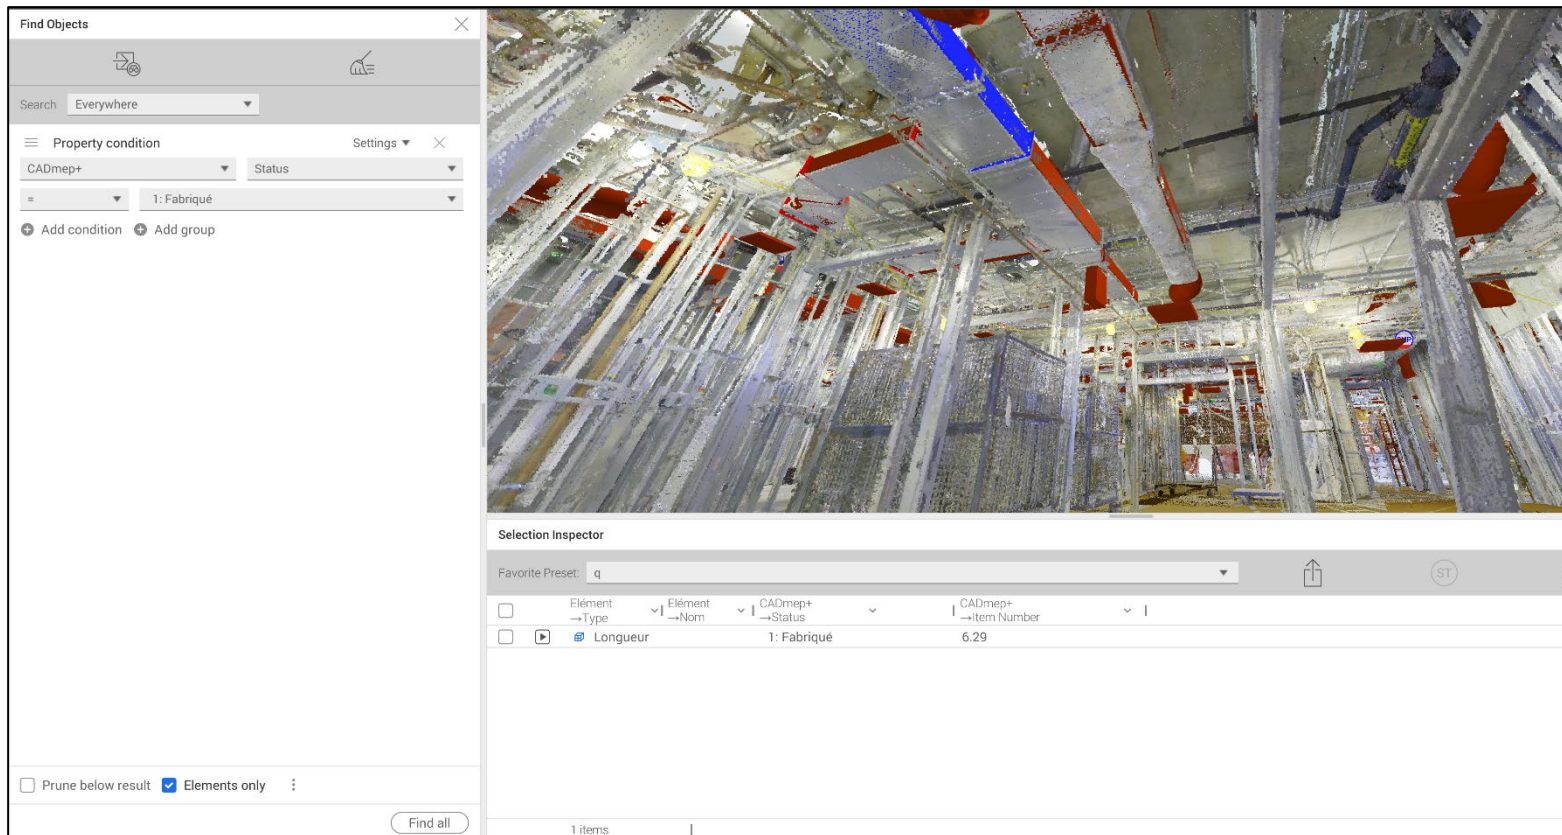 Find Objects
Search Everywhere
Property condition Settings
CADmep+ Status
= 1: Fabriqué
Add condition Add group
Prune below result Elements only
Find all
Selection Inspector
Favorite Preset: q
ST
Elément →Type Elément →Nom CADmep+ →Status CADmep+ →Item Number
Longueur 1: Fabriqué 6.29
1 items